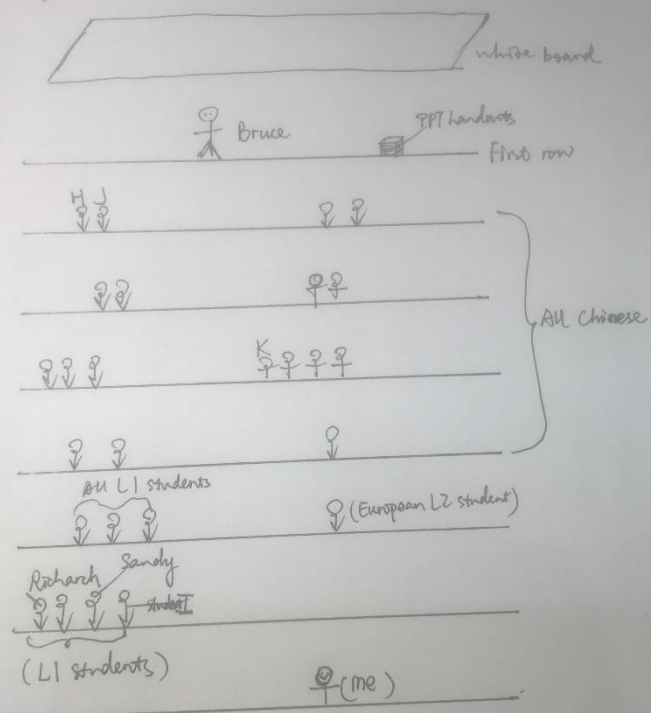 white board
Bruce
PPT handouts
First row
H J
All Chinese
K
All L1 students
(European L2 student)
Sandy
Richard
student I
(L1 students)
(me)